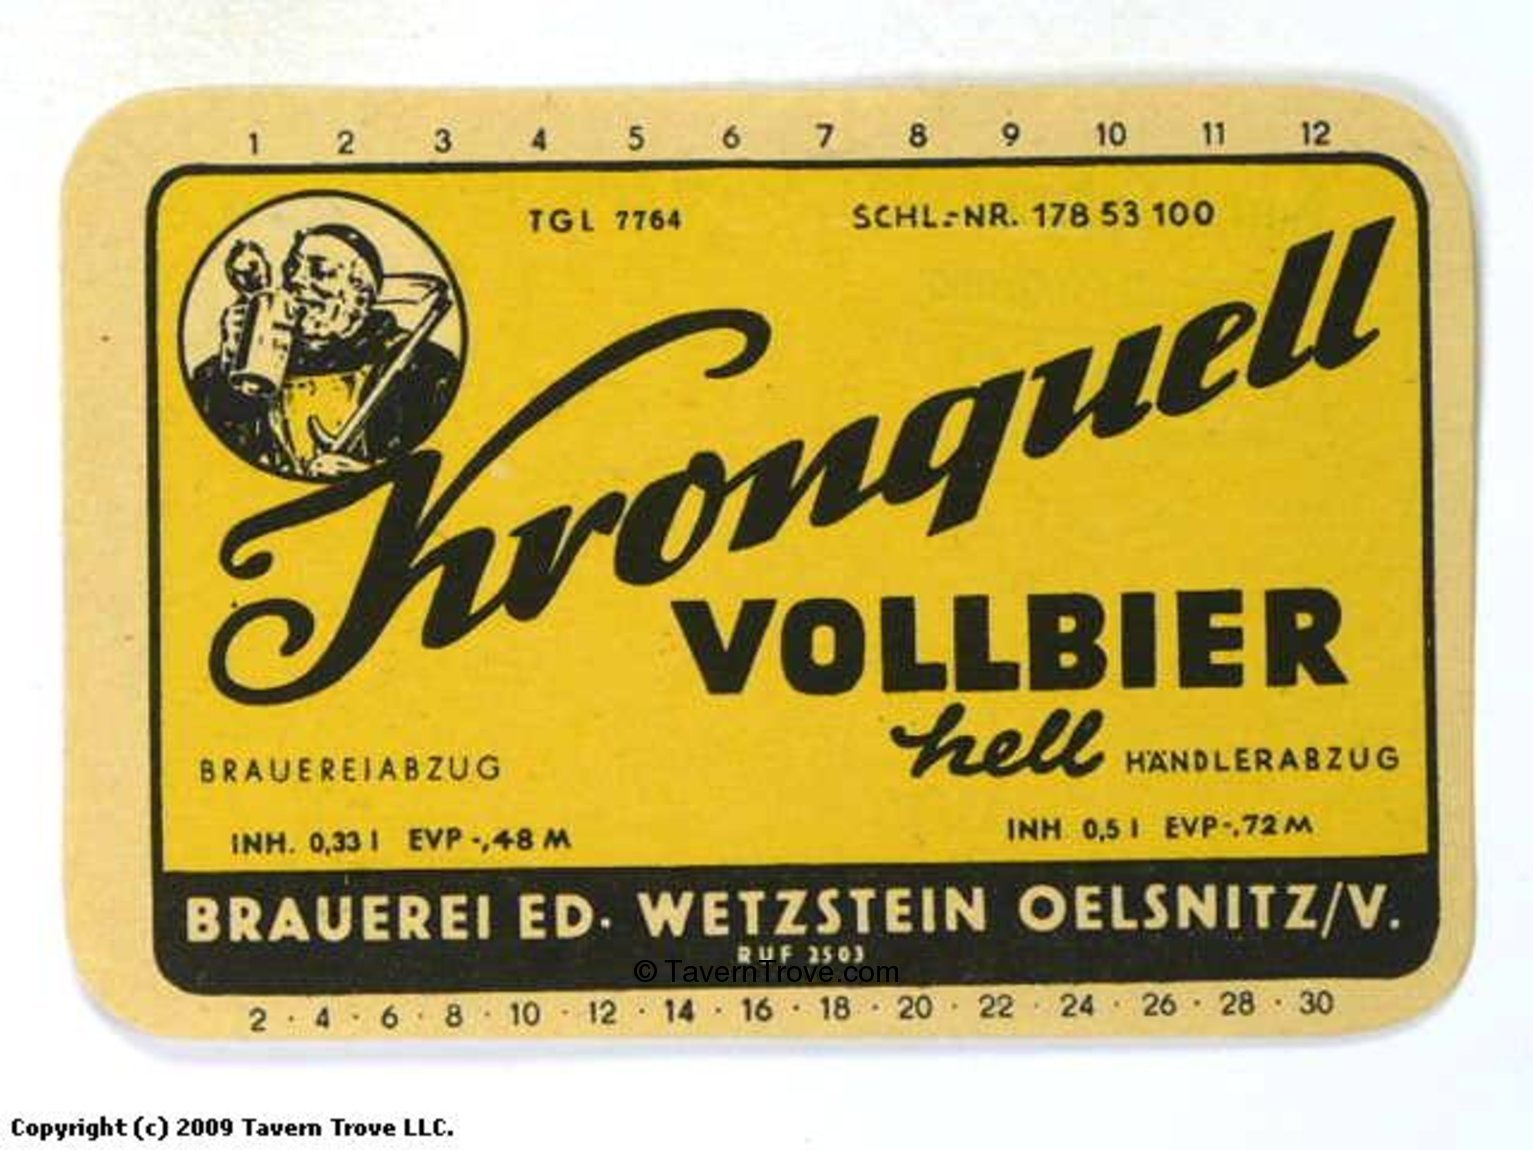 1 2 3 4 5 6 7 8 9 10 11 12
TGL 7764 SCHL.-NR. 178 53 100
Kronquell
VOLLBIER
hell
BRAUEREIABZUG HÄNDLERABZUG
INH. 0,33 l EVP -,48 M INH 0,5 l EVP -,72 M
BRAUEREI ED. WETZSTEIN OELSNITZ/V.
RUF 2503
© TavernTrove.com
2 · 4 · 6 · 8 · 10 · 12 · 14 · 16 · 18 · 20 · 22 · 24 · 26 · 28 · 30
Copyright (c) 2009 Tavern Trove LLC.